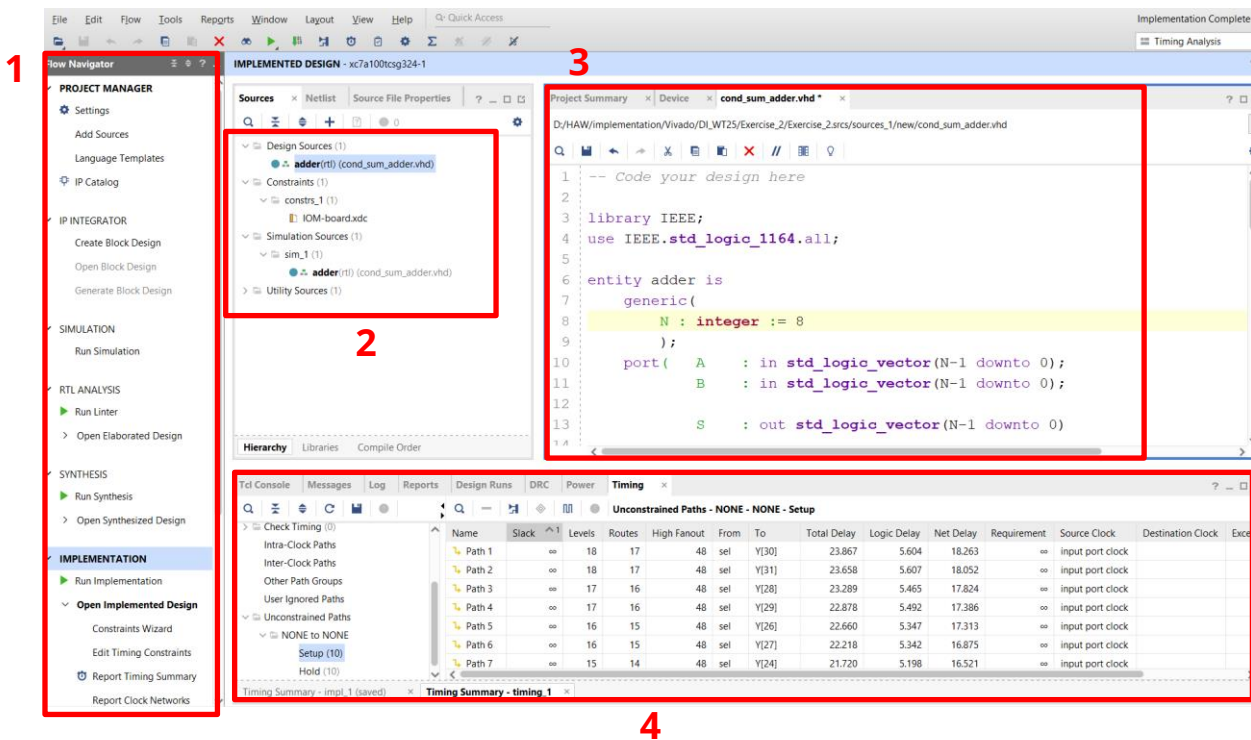 File Edit Flow Tools Reports Window Layout View Help Quick Access
Implementation Complete
Timing Analysis
1
Flow Navigator
PROJECT MANAGER
Settings
Add Sources
Language Templates
IP Catalog
IP INTEGRATOR
Create Block Design
Open Block Design
Generate Block Design
SIMULATION
Run Simulation
RTL ANALYSIS
Run Linter
Open Elaborated Design
SYNTHESIS
Run Synthesis
Open Synthesized Design
IMPLEMENTATION
Run Implementation
Open Implemented Design
Constraints Wizard
Edit Timing Constraints
Report Timing Summary
Report Clock Networks
IMPLEMENTED DESIGN - xc7a100tcsg324-1
Sources Netlist Source File Properties
0
Design Sources (1)
adder(rtl) (cond_sum_adder.vhd)
Constraints (1)
constrs_1 (1)
IOM-board.xdc
Simulation Sources (1)
sim_1 (1)
adder(rtl) (cond_sum_adder.vhd)
Utility Sources (1)
2
Hierarchy Libraries Compile Order
3
Project Summary Device cond_sum_adder.vhd *
D:/HAW/implementation/Vivado/DI_WT25/Exercise_2/Exercise_2.srcs/sources_1/new/cond_sum_adder.vhd
1 -- Code your design here
2
3 library IEEE;
4 use IEEE.std_logic_1164.all;
5
6 entity adder is
7 generic(
8 N : integer := 8
9 );
10 port( A : in std_logic_vector(N-1 downto 0);
11 B : in std_logic_vector(N-1 downto 0);
12
13 S : out std_logic_vector(N-1 downto 0)
14
Tcl Console Messages Log Reports Design Runs DRC Power Timing
Check Timing (0)
Intra-Clock Paths
Inter-Clock Paths
Other Path Groups
User Ignored Paths
Unconstrained Paths
NONE to NONE
Setup (10)
Hold (10)
Unconstrained Paths - NONE - NONE - Setup
Name Slack ^1 Levels Routes High Fanout From To Total Delay Logic Delay Net Delay Requirement Source Clock Destination Clock Exce
Path 1 ∞ 18 17 48 sel Y[30] 23.867 5.604 18.263 ∞ input port clock
Path 2 ∞ 18 17 48 sel Y[31] 23.658 5.607 18.052 ∞ input port clock
Path 3 ∞ 17 16 48 sel Y[28] 23.289 5.465 17.824 ∞ input port clock
Path 4 ∞ 17 16 48 sel Y[29] 22.878 5.492 17.386 ∞ input port clock
Path 5 ∞ 16 15 48 sel Y[26] 22.660 5.347 17.313 ∞ input port clock
Path 6 ∞ 16 15 48 sel Y[27] 22.218 5.342 16.875 ∞ input port clock
Path 7 ∞ 15 14 48 sel Y[24] 21.720 5.198 16.521 ∞ input port clock
Timing Summary - impl_1 (saved) Timing Summary - timing_1
4